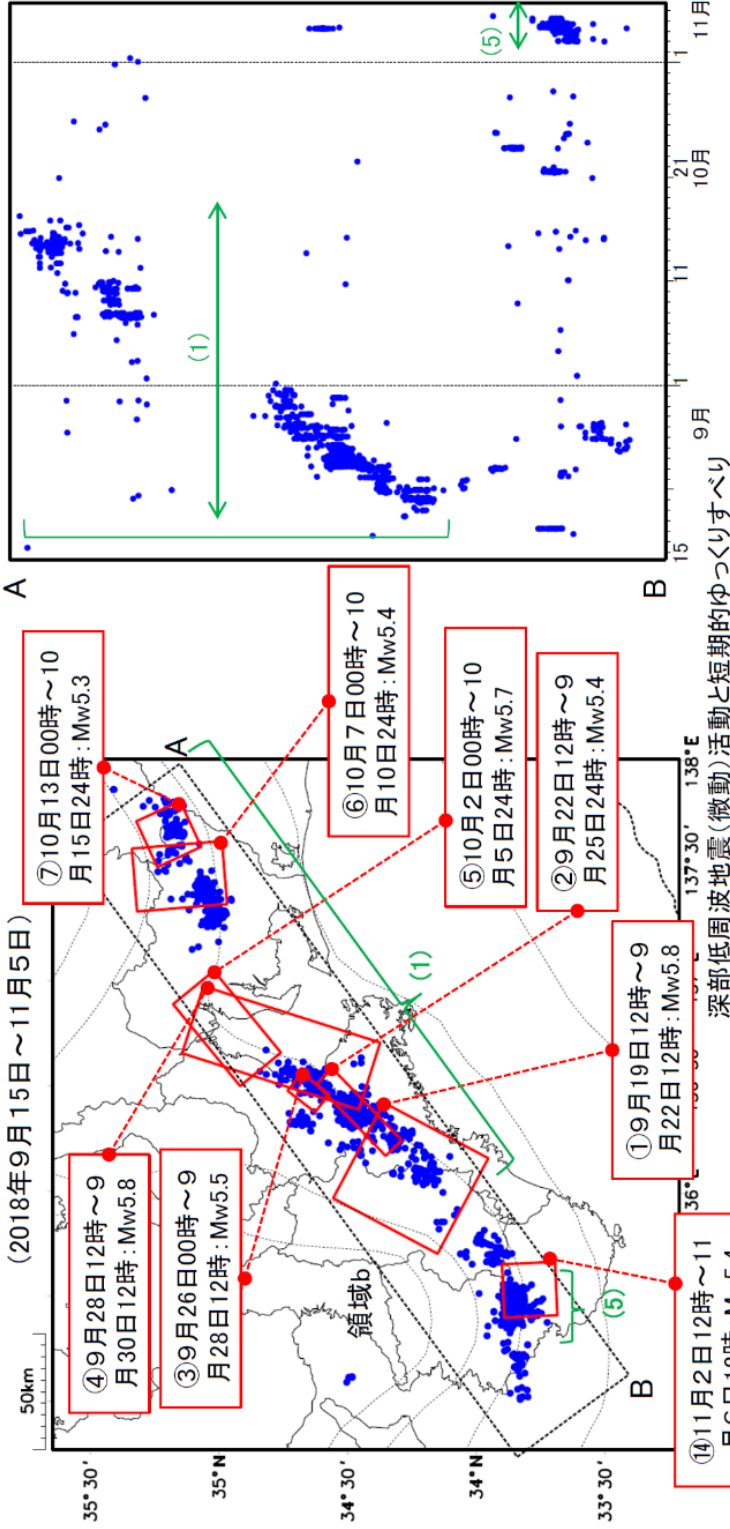 (2018年9月15日～11月5日)
50km
35°30'
35°N
34°30'
34°N
33°30'
④9月28日12時～9
月30日12時:Mw5.8
③9月26日00時～9
月28日12時:Mw5.5
領域b
⑦10月13日00時～10
月15日24時:Mw5.3
⑥10月7日00時～10
月10日24時:Mw5.4
⑤10月2日00時～10
月5日24時:Mw5.7
②9月22日12時～9
月25日24時:Mw5.4
①9月19日12時～9
月22日12時:Mw5.8
⑭11月2日12時～11
A
B
(1)
(5)
36°E
137°30'
138°E
A
B
(1)
(5)
15
1
11
21
1
9月
10月
11月
深部低周波地震(微動)活動と短期的ゆっくりすべり